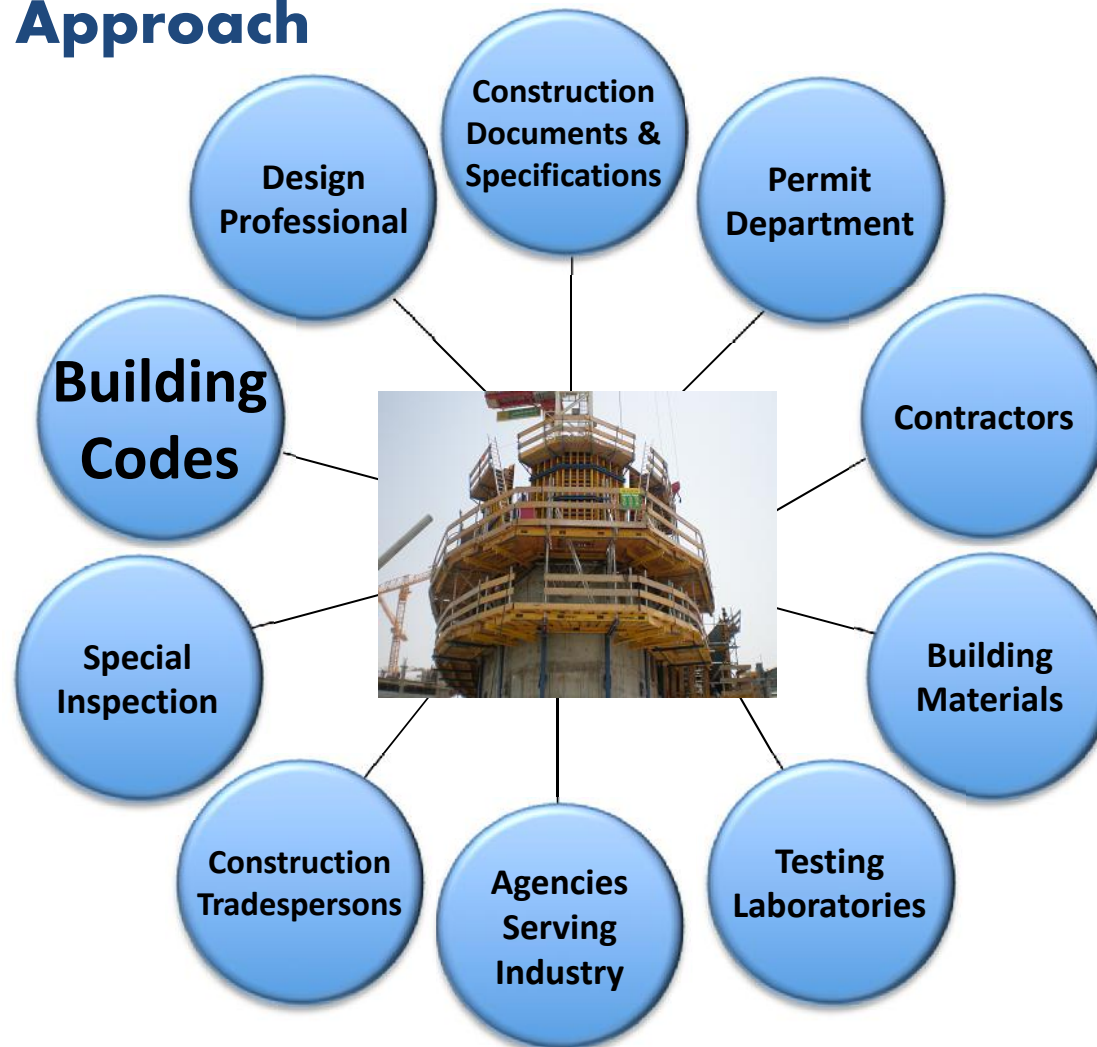 Approach
Construction
Documents &
Specifications
Design
Professional
Permit
Department
Building
Codes
Contractors
Special
Inspection
Building
Materials
Construction
Tradespersons
Agencies
Serving
Industry
Testing
Laboratories